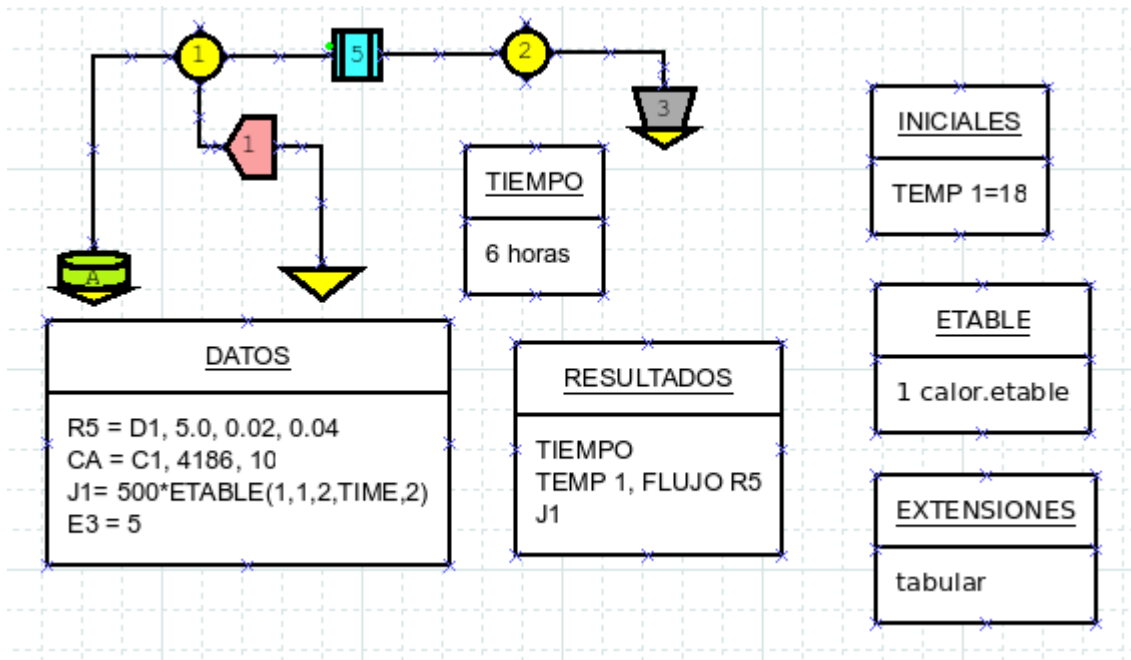 1
5
2
3
1
A
TIEMPO
6 horas
INICIALES
TEMP 1=18
ETABLE
1 calor.etable
DATOS
R5 = D1, 5.0, 0.02, 0.04
CA = C1, 4186, 10
J1= 500*ETABLE(1,1,2,TIME,2)
E3 = 5
RESULTADOS
TIEMPO
TEMP 1, FLUJO R5
J1
EXTENSIONES
tabular